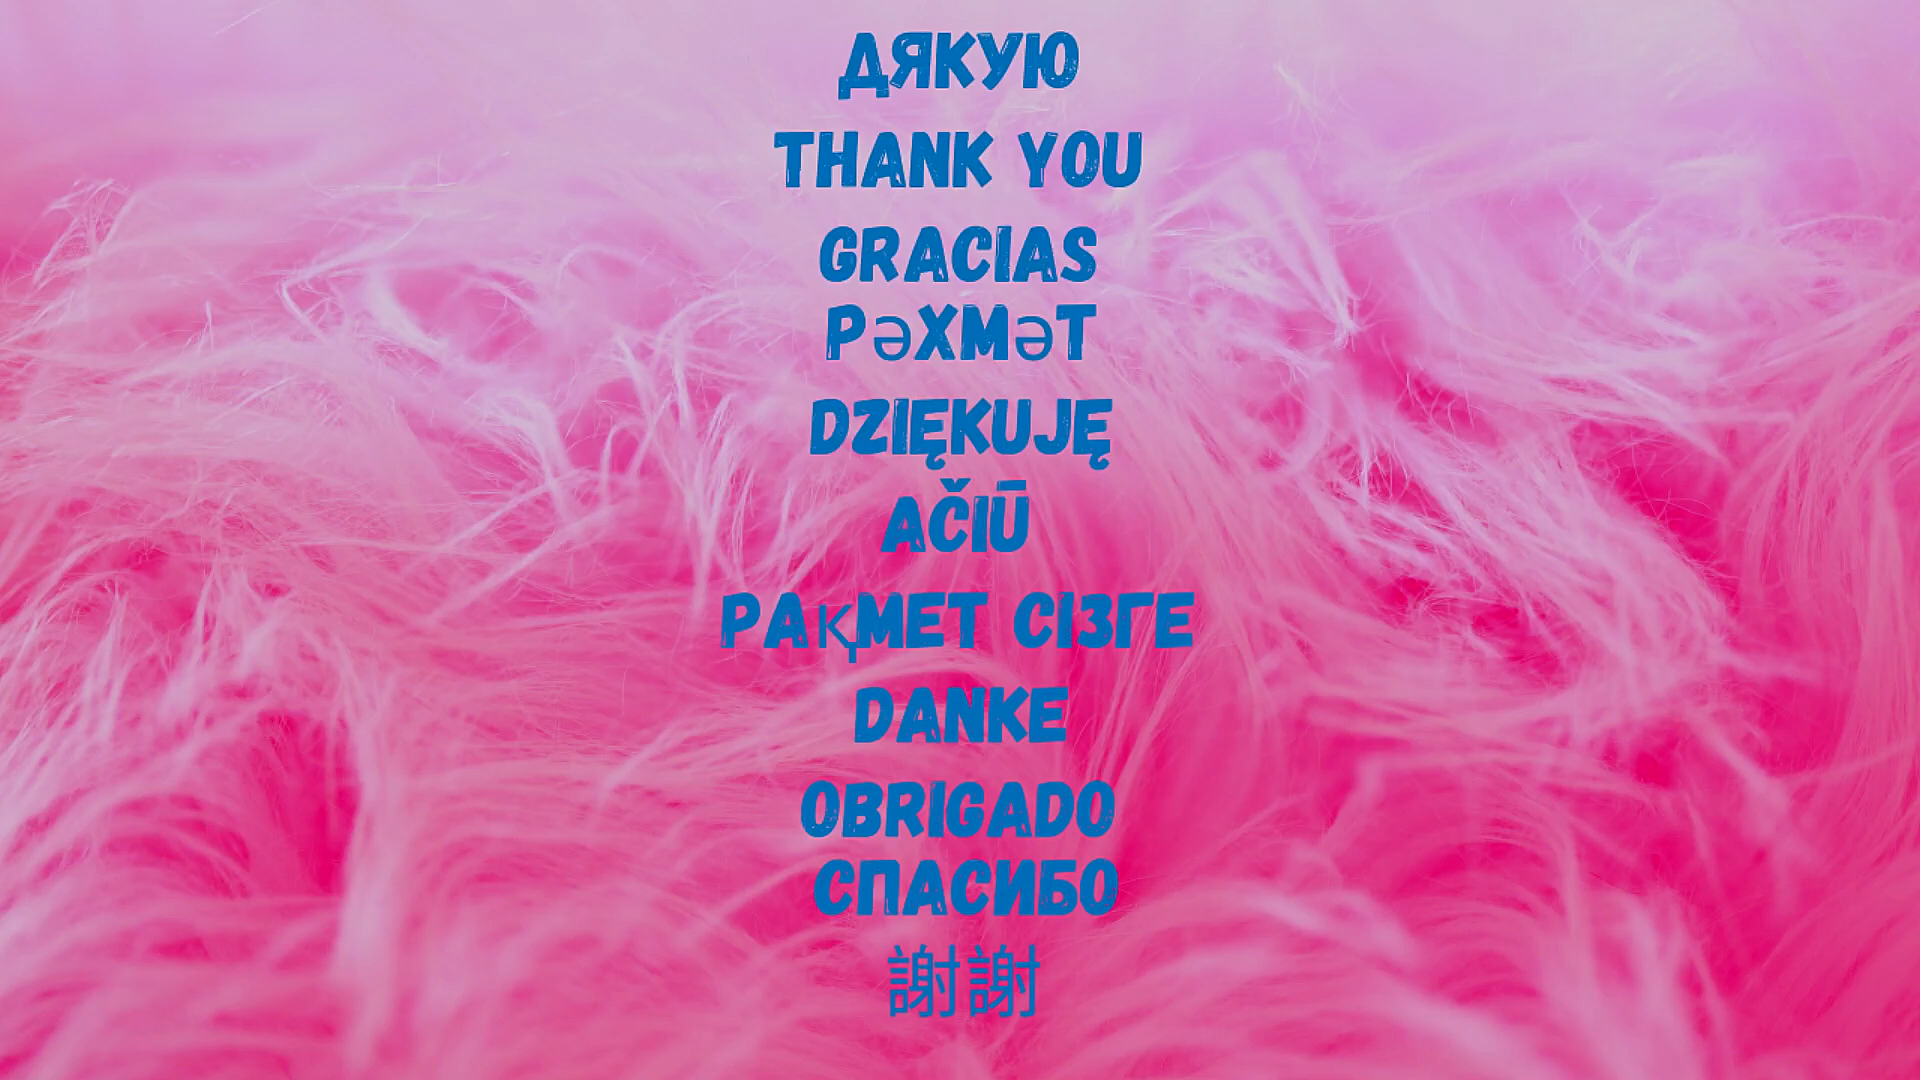 ДЯКУЮ
THANK YOU
GRACIAS
РәХМәТ
DZIĘKUJĘ
AČIŪ
РАқМЕТ СІЗГЕ
DANKE
OBRIGADO
СПАСИБО
謝謝